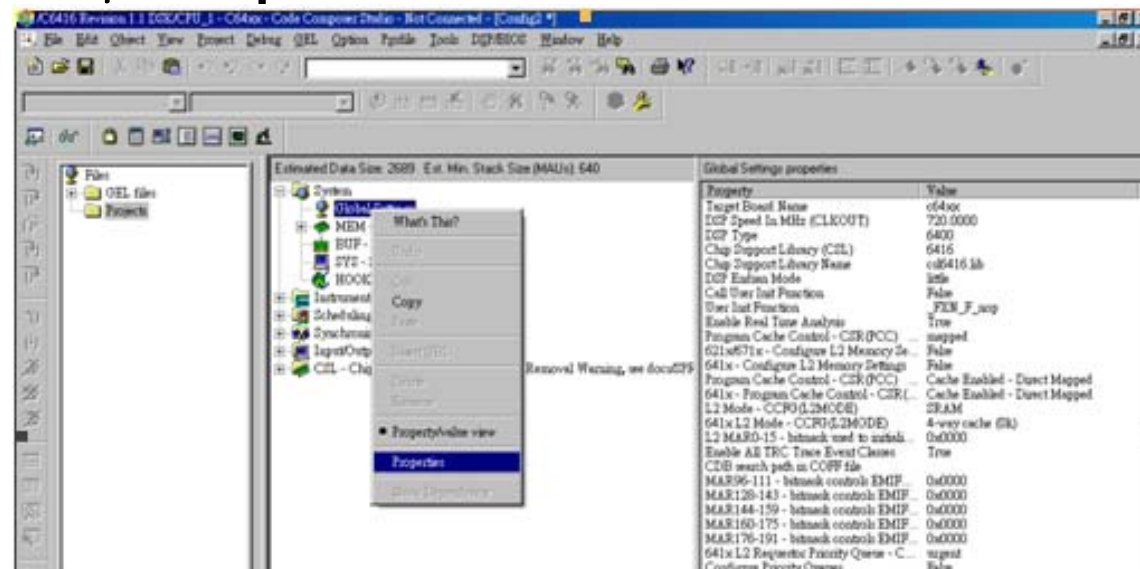 /C6416 Revision 1.1 DSK/CPU_1 - C64xx - Code Composer Studio - Not Connected - [Config2 *]
File Edit Object View Project Debug GEL Option Profile Tools DSP/BIOS Window Help
Files
GEL files
Projects
Estimated Data Size: 2689 Est. Min. Stack Size (MAUs): 640
System
Global
MEM -
BUF -
SYS -
HOOK
Instrument
Scheduling
Synchron
Input/Outp
CSL - Chip
Removal Warning, see
What's This?
Copy
Property/value view
Properties
Global Settings properties
Property Value
Target Board Name c64xx
DSP Speed In MHz (CLKOUT) 720.0000
DSP Type 6400
Chip Support Library (CSL) 6416
Chip Support Library Name csl6416.lib
DSP Endian Mode little
Call User Init Function False
User Init Function _FXN_F_nop
Enable Real Time Analysis True
Program Cache Control - CSR(PCC) ... mapped
621x/671x - Configure L2 Memory Se... False
641x - Configure L2 Memory Settings False
Program Cache Control - CSR(PCC) ... Cache Enabled - Direct Mapped
641x - Program Cache Control - CSR(... Cache Enabled - Direct Mapped
L2 Mode - CCFG(L2MODE) SRAM
641x L2 Mode - CCFG(L2MODE) 4-way cache (0k)
L2 MAR0-15 - bitmask used to initiali... 0x0000
Enable All TRC Trace Event Classes True
CDB search path in COFF file
MAR96-111 - bitmask controls EMIF... 0x0000
MAR128-143 - bitmask controls EMIF... 0x0000
MAR144-159 - bitmask controls EMIF... 0x0000
MAR160-175 - bitmask controls EMIF... 0x0000
MAR176-191 - bitmask controls EMIF... 0x0000
641x L2 Requestor Priority Queue - C... urgent
Configure Priority Queues False